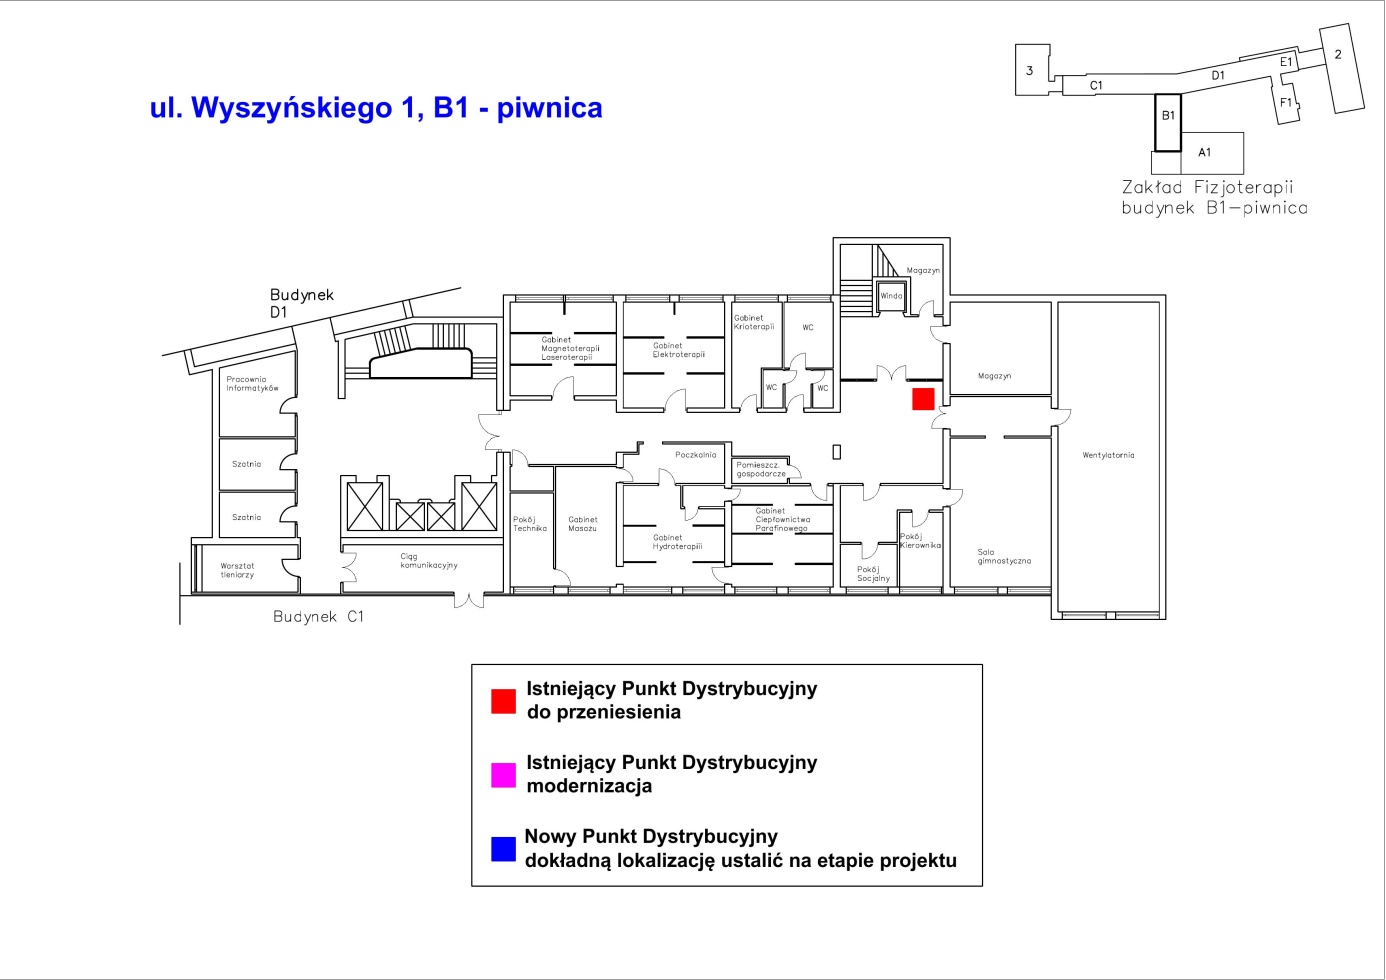 ul. Wyszyńskiego 1, B1 - piwnica
3
C1
D1
E1
2
F1
B1
A1
Zakład Fizjoterapii
budynek B1-piwnica
Budynek
D1
Magazyn
Winda
Gabinet
Magnetoterapii
Laseroterapii
Gabinet
Elektroterapii
Gabinet
Krioterapii
WC
WC
WC
Magazyn
Pracownia
Informatyków
Szatnia
Szatnia
Poczkalnia
Pomieszcz.
gospodarcze
Wentylatornia
Pokój
Technika
Gabinet
Masażu
Gabinet
Hydroterapiii
Gabinet
Ciepłownictwa
Parafinowego
Pokój
Kierownika
Pokój
Socjalny
Sala
gimnastyczna
Warsztat
tleniarzy
Ciąg
komunikacyjny
Budynek C1
Istniejący Punkt Dystrybucyjny
do przeniesienia
Istniejący Punkt Dystrybucyjny
modernizacja
Nowy Punkt Dystrybucyjny
dokładną lokalizację ustalić na etapie projektu